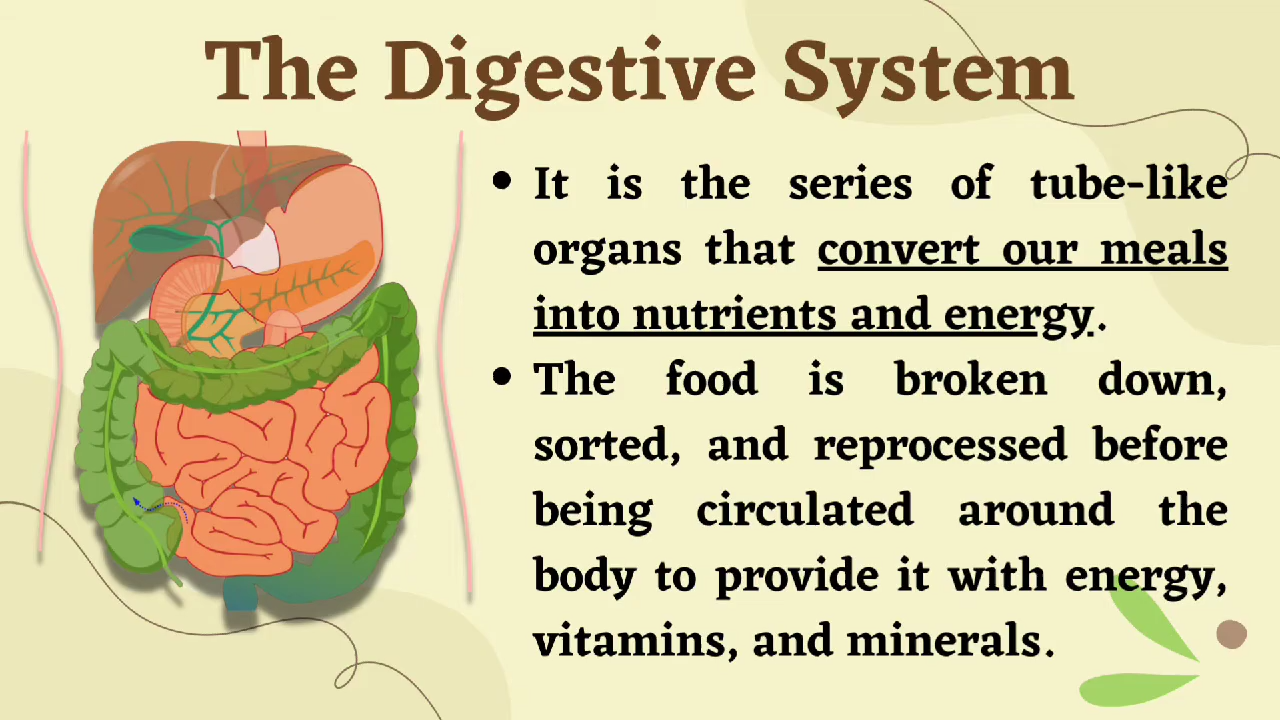 The Digestive System
• It is the series of tube-like
organs that convert our meals
into nutrients and energy.
• The food is broken down,
sorted, and reprocessed before
being circulated around the
body to provide it with energy,
vitamins, and minerals.